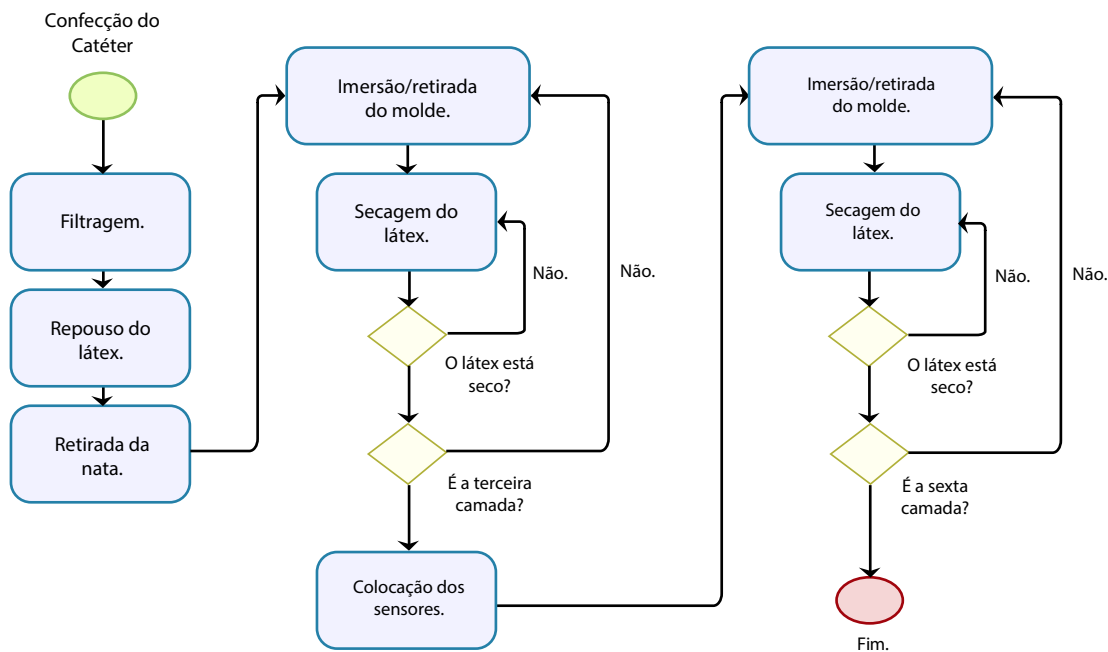 Confecção do
Catéter
Filtragem.
Repouso do
látex.
Retirada da
nata.
Imersão/retirada
do molde.
Secagem do
látex.
Não.
Não.
O látex está
seco?
É a terceira
camada?
Colocação dos
sensores.
Imersão/retirada
do molde.
Secagem do
látex.
Não.
Não.
O látex está
seco?
É a sexta
camada?
Fim.